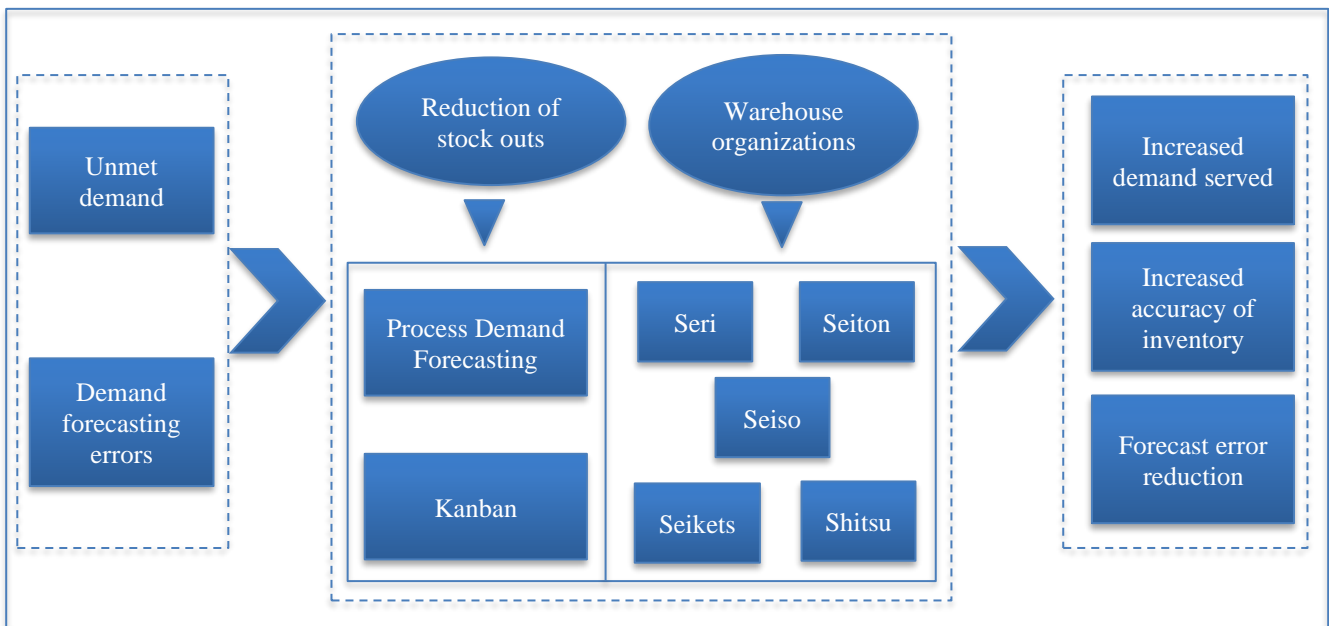 Unmet
demand
Demand
forecasting
errors
Reduction of
stock outs
Warehouse
organizations
Process Demand
Forecasting
Kanban
Seri
Seiton
Seiso
Seikets
Shitsu
Increased
demand served
Increased
accuracy of
inventory
Forecast error
reduction